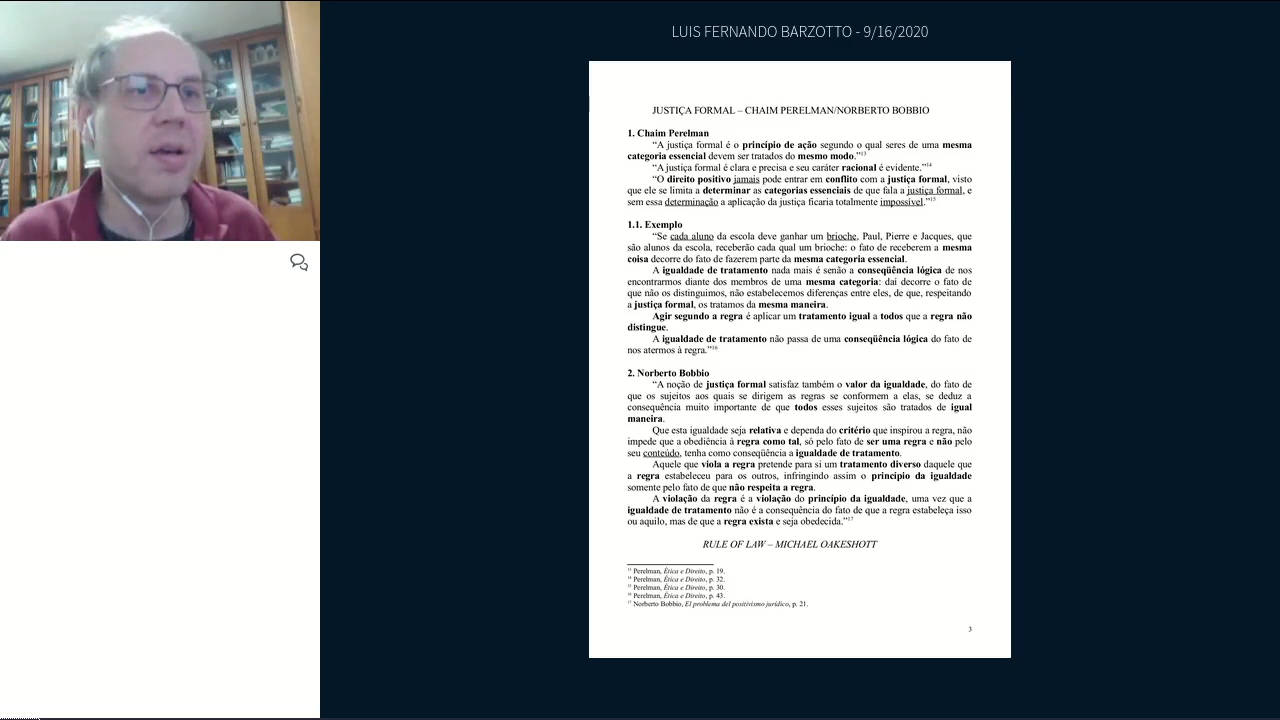 LUIS FERNANDO BARZOTTO - 9/16/2020
JUSTIÇA FORMAL – CHAIM PERELMAN/NORBERTO BOBBIO
1. Chaim Perelman
“A justiça formal é o princípio de ação segundo o qual seres de uma mesma
categoria essencial devem ser tratados do mesmo modo.”13
“A justiça formal é clara e precisa e seu caráter racional é evidente.”14
“O direito positivo jamais pode entrar em conflito com a justiça formal, visto
que ele se limita a determinar as categorias essenciais de que fala a justiça formal, e
sem essa determinação a aplicação da justiça ficaria totalmente impossível.”15
1.1. Exemplo
“Se cada aluno da escola deve ganhar um brioche, Paul, Pierre e Jacques, que
são alunos da escola, receberão cada qual um brioche: o fato de receberem a mesma
coisa decorre do fato de fazerem parte da mesma categoria essencial.
A igualdade de tratamento nada mais é senão a conseqüência lógica de nos
encontrarmos diante dos membros de uma mesma categoria: daí decorre o fato de
que não os distinguimos, não estabelecemos diferenças entre eles, de que, respeitando
a justiça formal, os tratamos da mesma maneira.
Agir segundo a regra é aplicar um tratamento igual a todos que a regra não
distingue.
A igualdade de tratamento não passa de uma conseqüência lógica do fato de
nos atermos à regra.”16
2. Norberto Bobbio
“A noção de justiça formal satisfaz também o valor da igualdade, do fato de
que os sujeitos aos quais se dirigem as regras se conformem a elas, se deduz a
consequência muito importante de que todos esses sujeitos são tratados de igual
maneira.
Que esta igualdade seja relativa e dependa do critério que inspirou a regra, não
impede que a obediência à regra como tal, só pelo fato de ser uma regra e não pelo
seu conteúdo, tenha como conseqüência a igualdade de tratamento.
Aquele que viola a regra pretende para si um tratamento diverso daquele que
a regra estabeleceu para os outros, infringindo assim o princípio da igualdade
somente pelo fato de que não respeita a regra.
A violação da regra é a violação do princípio da igualdade, uma vez que a
igualdade de tratamento não é a consequência do fato de que a regra estabeleça isso
ou aquilo, mas de que a regra exista e seja obedecida.”17
RULE OF LAW – MICHAEL OAKESHOTT
13 Perelman, Ética e Direito, p. 19.
14 Perelman, Ética e Direito, p. 32.
15 Perelman, Ética e Direito, p. 30.
16 Perelman, Ética e Direito, p. 43.
17 Norberto Bobbio, El problema del positivismo jurídico, p. 21.
3